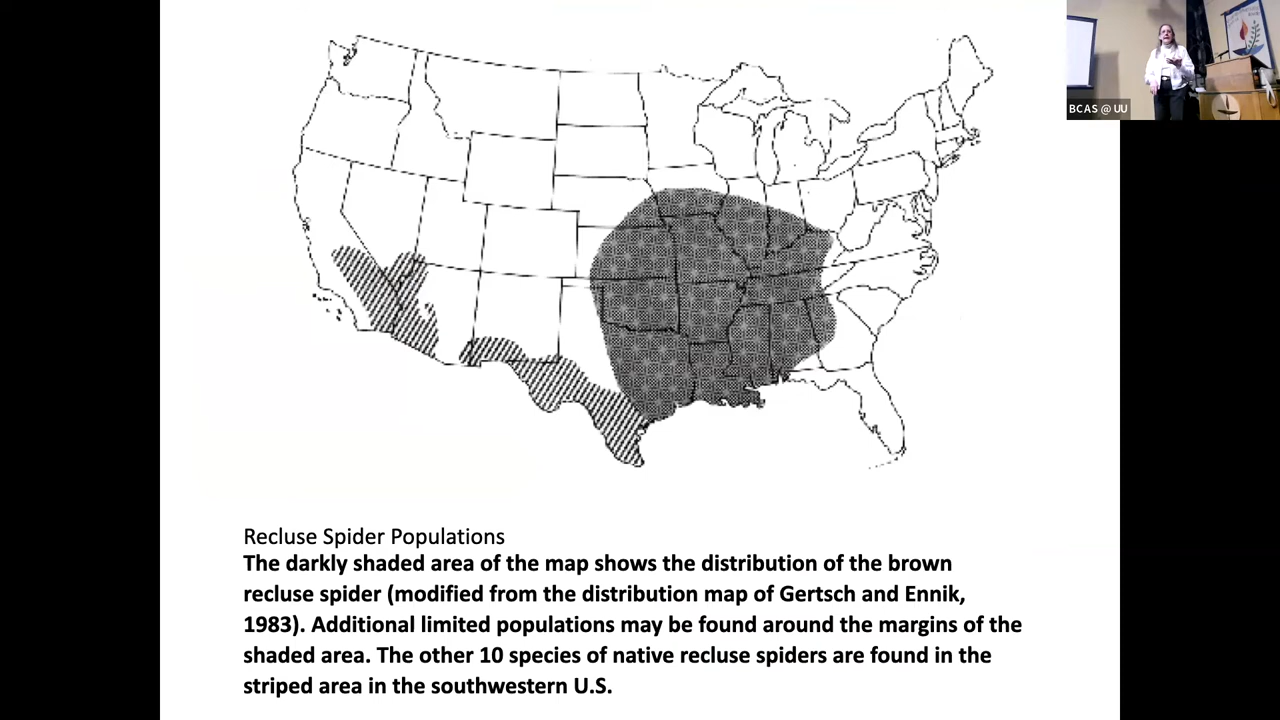 BCAS @ UU
Recluse Spider Populations
The darkly shaded area of the map shows the distribution of the brown
recluse spider (modified from the distribution map of Gertsch and Ennik,
1983). Additional limited populations may be found around the margins of the
shaded area. The other 10 species of native recluse spiders are found in the
striped area in the southwestern U.S.